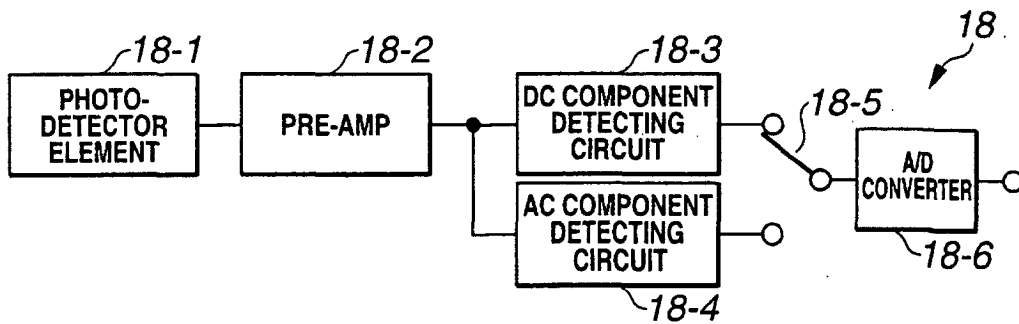 18
18-1
18-2
18-3
PHOTO-
DETECTOR
ELEMENT
PRE-AMP
DC COMPONENT
DETECTING
CIRCUIT
18-5
A/D
CONVERTER
AC COMPONENT
DETECTING
CIRCUIT
18-6
18-4